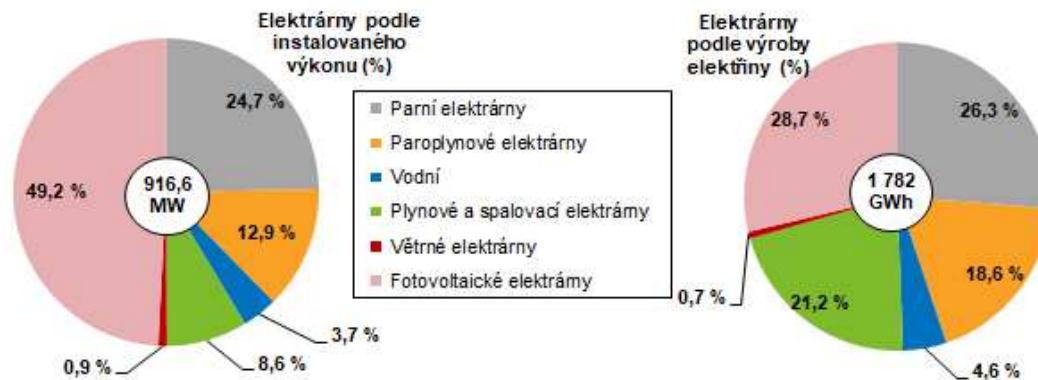 Elektrárny podle
instalovaného
výkonu (%)
24,7 %
49,2 %
916,6
MW
12,9 %
3,7 %
8,6 %
0,9 %
Parní elektrárny
Paroplynové elektrárny
Vodní
Plynové a spalovací elektrárny
Větrné elektrárny
Fotovoltaické elektrárny
Elektrárny
podle výroby
elektřiny (%)
28,7 %
26,3 %
1 782
GWh
18,6 %
21,2 %
0,7 %
4,6 %